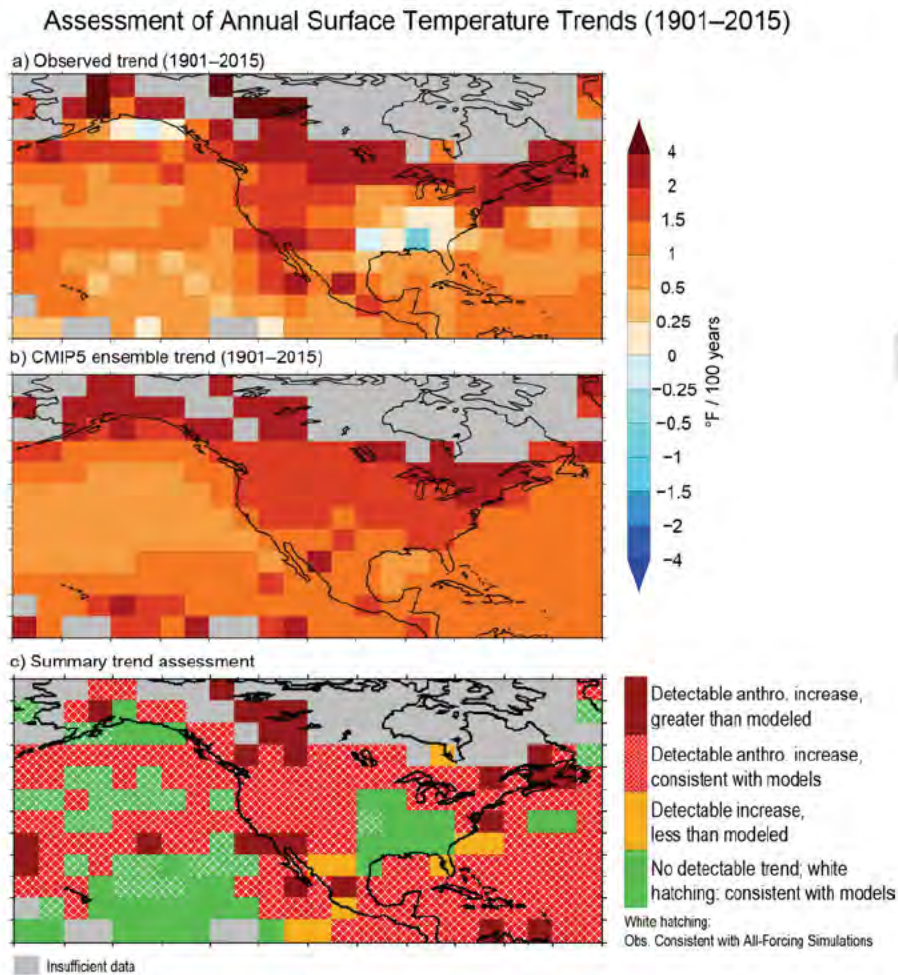 Assessment of Annual Surface Temperature Trends (1901–2015)
a) Observed trend (1901–2015)
4
2
1.5
1
0.5
0.25
0
−0.25
−0.5
−1
−1.5
−2
−4
°F / 100 years
b) CMIP5 ensemble trend (1901–2015)
c) Summary trend assessment
Detectable anthro. increase,
greater than modeled
Detectable anthro. increase,
consistent with models
Detectable increase,
less than modeled
No detectable trend; white
hatching: consistent with models
White hatching:
Obs. Consistent with All-Forcing Simulations
Insufficient data